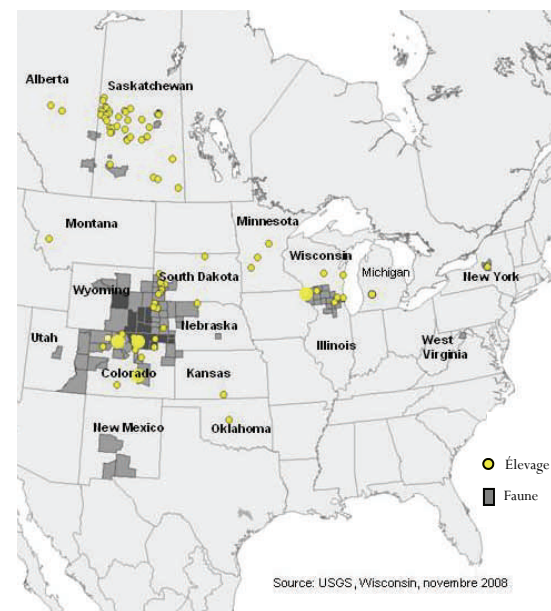 Alberta
Saskatchewan
Montana
Minnesota
Wisconsin
Michigan
South Dakota
New York
Wyoming
Nebraska
Utah
Illinois
West
Virginia
Colorado
Kansas
New Mexico
Oklahoma
Élevage
Faune
Source: USGS, Wisconsin, novembre 2008